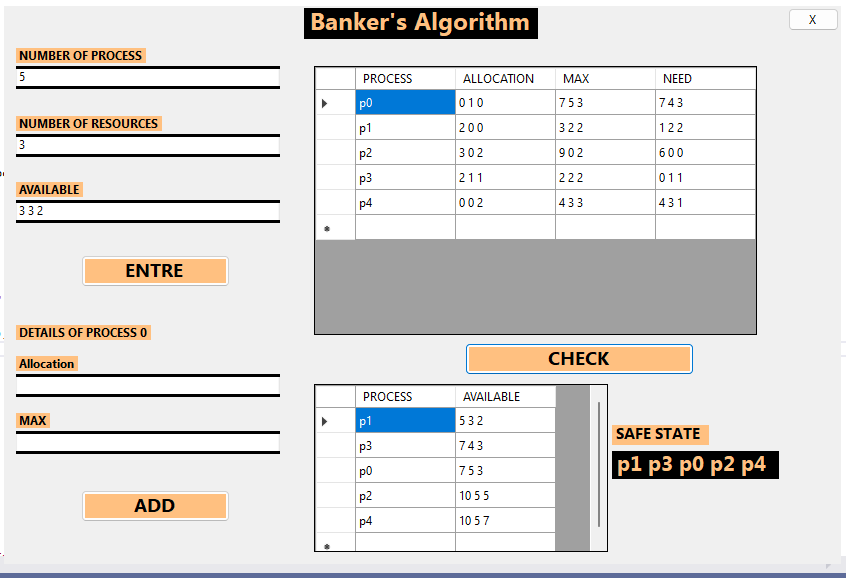 Banker's Algorithm
X
NUMBER OF PROCESS
5
NUMBER OF RESOURCES
3
AVAILABLE
3 3 2
ENTRE
DETAILS OF PROCESS 0
Allocation
MAX
ADD
PROCESS ALLOCATION MAX NEED
p0 0 1 0 7 5 3 7 4 3
p1 2 0 0 3 2 2 1 2 2
p2 3 0 2 9 0 2 6 0 0
p3 2 1 1 2 2 2 0 1 1
p4 0 0 2 4 3 3 4 3 1
CHECK
PROCESS AVAILABLE
p1 5 3 2
p3 7 4 3
p0 7 5 3
p2 10 5 5
p4 10 5 7
SAFE STATE
p1 p3 p0 p2 p4